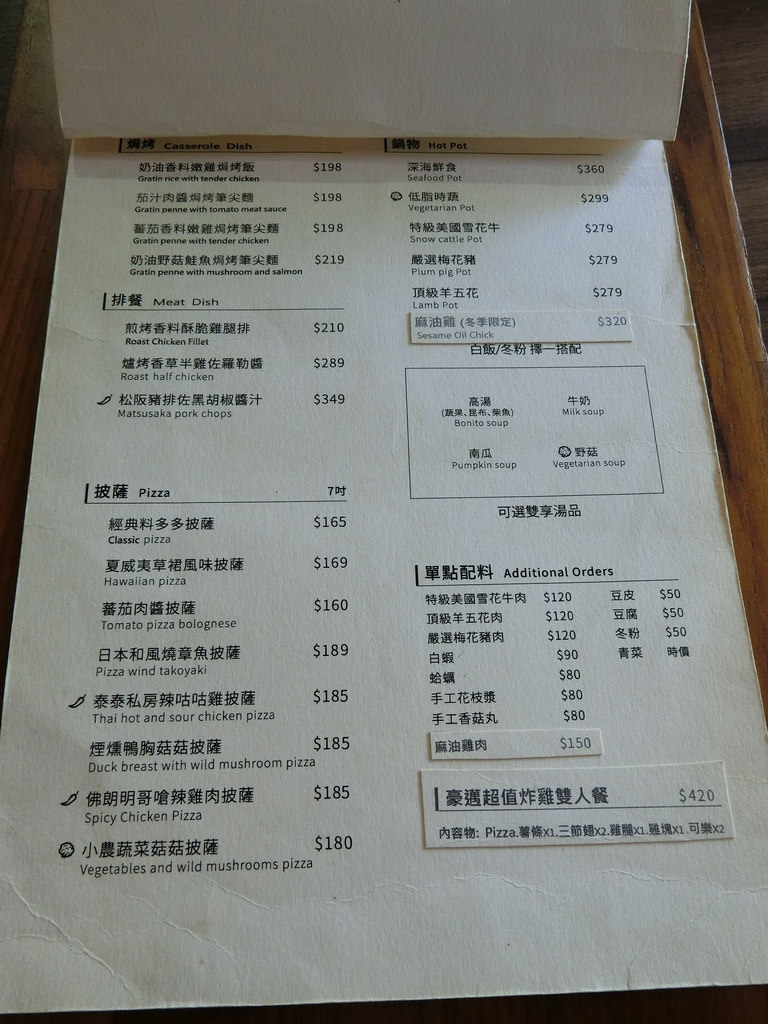 焗烤 Casserole Dish
奶油香料嫩雞焗烤飯 $198
Gratin rice with tender chicken
茄汁肉醬焗烤筆尖麵 $198
Gratin penne with tomato meat sauce
蕃茄香料嫩雞焗烤筆尖麵 $198
Gratin penne with tender chicken
奶油野菇鮭魚焗烤筆尖麵 $219
Gratin penne with mushroom and salmon
排餐 Meat Dish
煎烤香料酥脆雞腿排 $210
Roast Chicken Fillet
爐烤香草半雞佐羅勒醬 $289
Roast half chicken
松阪豬排佐黑胡椒醬汁 $349
Matsusaka pork chops
披薩 Pizza 7吋
經典料多多披薩 $165
Classic pizza
夏威夷草裙風味披薩 $169
Hawaiian pizza
蕃茄肉醬披薩 $160
Tomato pizza bolognese
日本和風燒章魚披薩 $189
Pizza wind takoyaki
泰泰私房辣咕咕雞披薩 $185
Thai hot and sour chicken pizza
煙燻鴨胸菇菇披薩 $185
Duck breast with wild mushroom pizza
佛朗明哥嗆辣雞肉披薩 $185
Spicy Chicken Pizza
小農蔬菜菇菇披薩 $180
Vegetables and wild mushrooms pizza
鍋物 Hot Pot
深海鮮食 $360
Seafood Pot
低脂時蔬 $299
Vegetarian Pot
特級美國雪花牛 $279
Snow cattle Pot
嚴選梅花豬 $279
Plum pig Pot
頂級羊五花 $279
Lamb Pot
麻油雞 (冬季限定) $320
Sesame Oil Chick
白飯/冬粉 擇一搭配
高湯 牛奶
(蔬果、昆布、柴魚) Milk soup
Bonito soup
南瓜 野菇
Pumpkin soup Vegetarian soup
可選雙享湯品
單點配料 Additional Orders
特級美國雪花牛肉 $120 豆皮 $50
頂級羊五花肉 $120 豆腐 $50
嚴選梅花豬肉 $120 冬粉 $50
白蝦 $90 青菜 時價
蛤蠣 $80
手工花枝漿 $80
手工香菇丸 $80
麻油雞肉 $150
豪邁超值炸雞雙人餐 $420
內容物: Pizza.薯條X1.三節翅X2.雞腿X1.雞塊X1.可樂X2